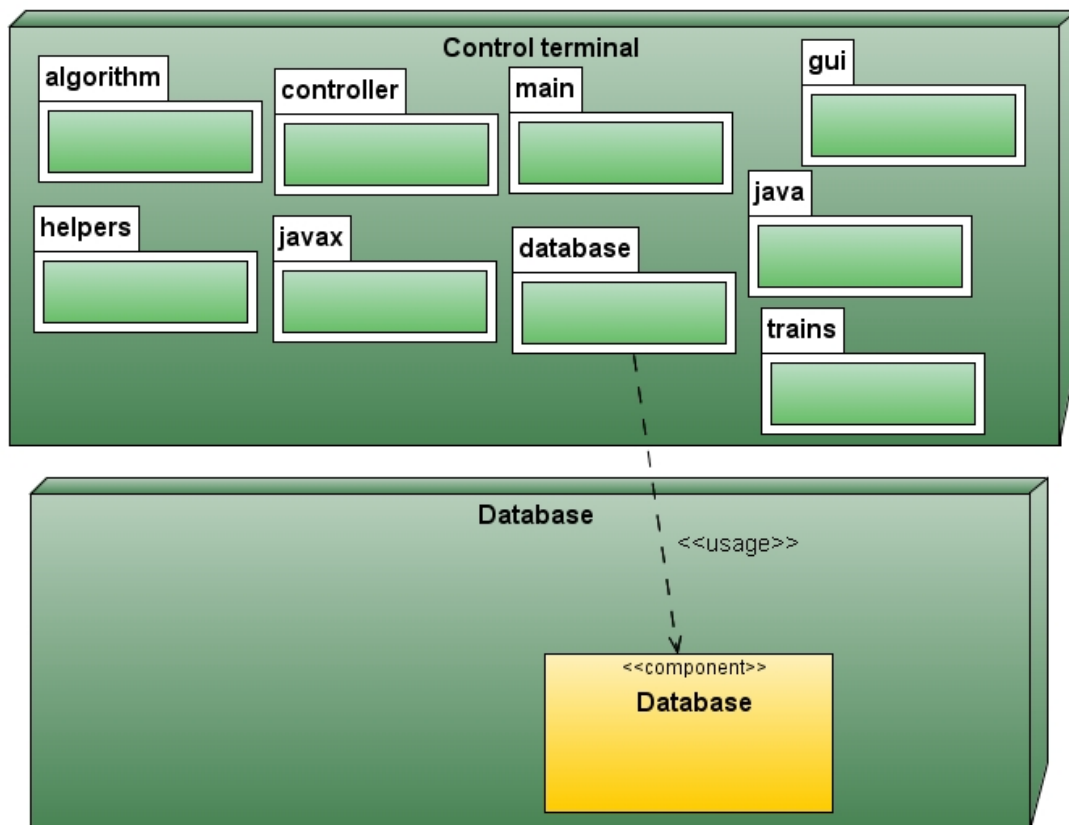 Control terminal
algorithm
controller
main
gui
helpers
javax
database
java
trains
Database
<<usage>>
<<component>>
Database